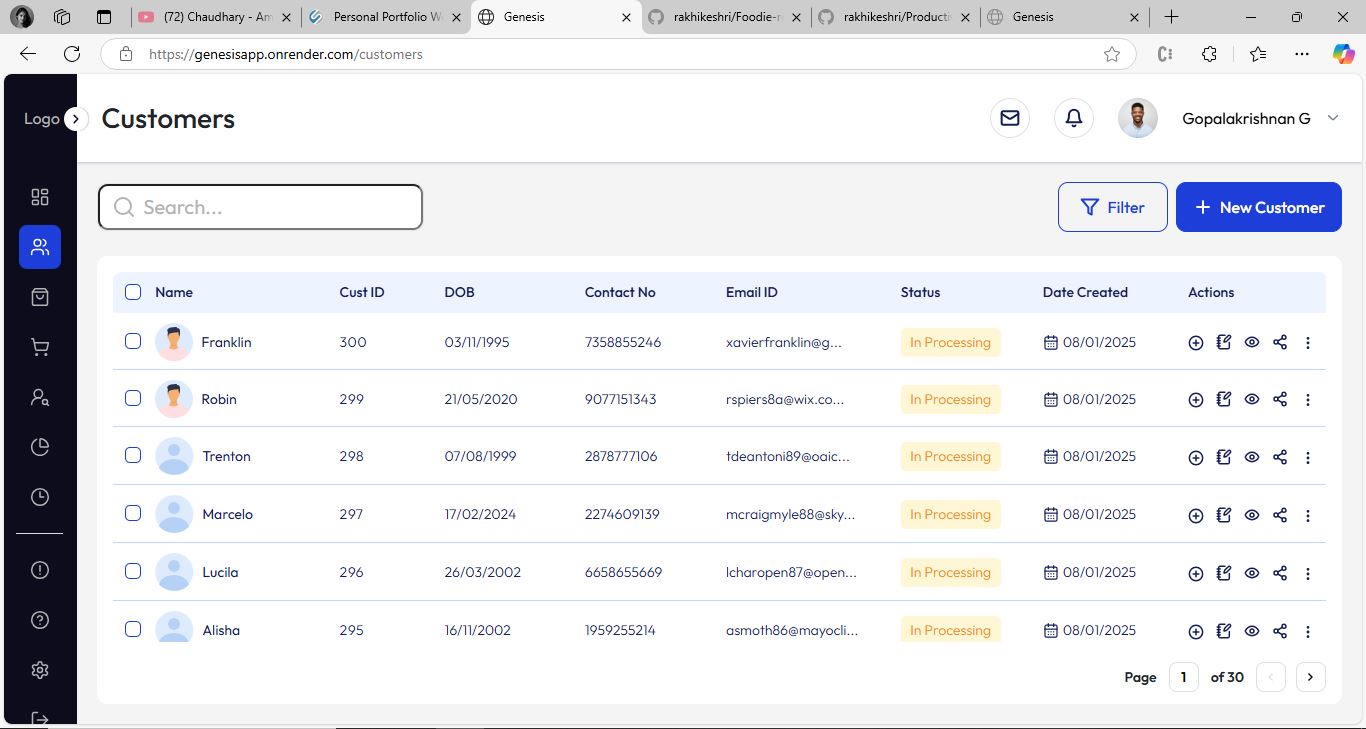 (72) Chaudhary - Am
Personal Portfolio W
Genesis
rakhikeshri/Foodie-r
rakhikeshri/Producti
Genesis
https://genesisapp.onrender.com/customers
Logo
Customers
Gopalakrishnan G
Search...
Filter
New Customer
Name Cust ID DOB Contact No Email ID Status Date Created Actions
Franklin 300 03/11/1995 7358855246 xavierfranklin@g... In Processing 08/01/2025
Robin 299 21/05/2020 9077151343 rspiers8a@wix.co... In Processing 08/01/2025
Trenton 298 07/08/1999 2878777106 tdeantoni89@oaic... In Processing 08/01/2025
Marcelo 297 17/02/2024 2274609139 mcraigmyle88@sky... In Processing 08/01/2025
Lucila 296 26/03/2002 6658655669 lcharopen87@open... In Processing 08/01/2025
Alisha 295 16/11/2002 1959255214 asmoth86@mayocli... In Processing 08/01/2025
Page 1 of 30